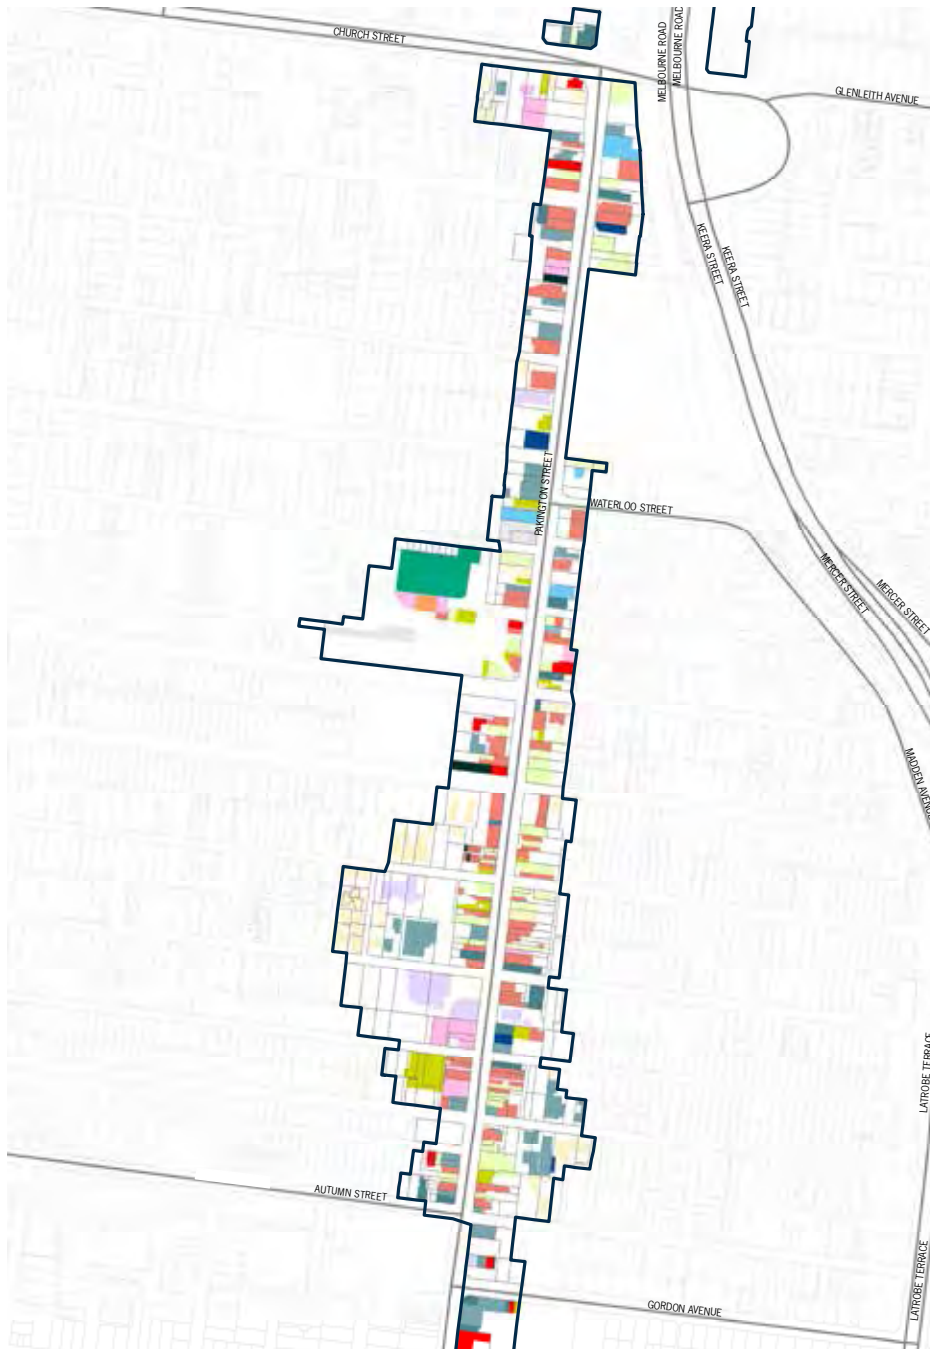 CHURCH STREET
MELBOURNE ROAD
MELBOURNE ROAD
GLENLEITH AVENUE
KEERA STREET
KEERA STREET
PAKINGTON STREET
WATERLOO STREET
MERCER STREET
MERCER STREET
MADDEN AVENUE
LATROBE TERRACE
AUTUMN STREET
LATROBE TERRACE
GORDON AVENUE